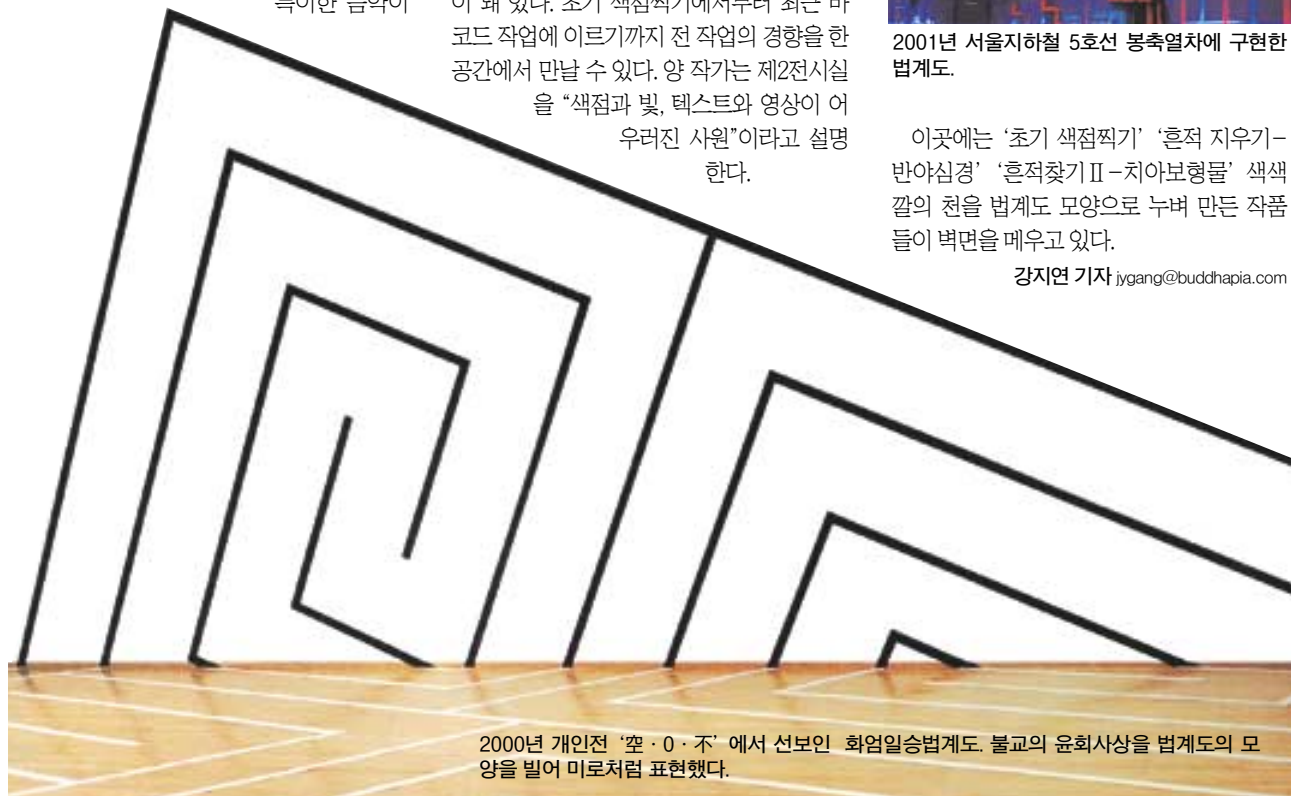 특이한 음악이
이 돼 있다. 초기 색점찍기에서부터 최근 바
코드 작업에 이르기까지 전 작업의 경향을 한
공간에서 만날 수 있다. 양 작가는 제2전시실
을 “색점과 빛, 텍스트와 영상이 어
우러진 사원”이라고 설명
한다.
2001년 서울지하철 5호선 봉축열차에 구현한
법계도.
이곳에는 ‘초기 색점찍기’ ‘흔적 지우기-
반야심경’ ‘흔적찾기Ⅱ-치아보형물’ 색색
깔의 천을 법계도 모양으로 누벼 만든 작품
들이 벽면을 메우고 있다.
강지연 기자 jygang@buddhapia.com
2000년 개인전 ‘空·0·不’에서 선보인 화엄일승법계도. 불교의 윤회사상을 법계도의 모
양을 빌어 미로처럼 표현했다.